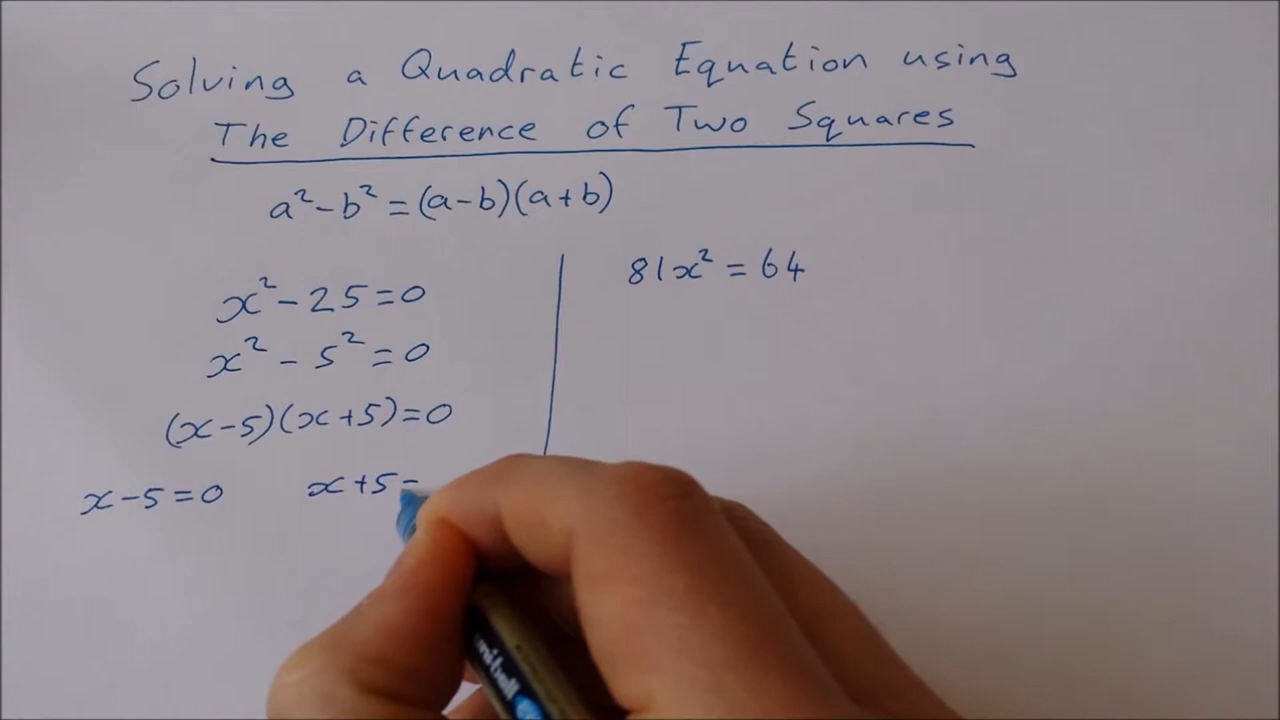 Solving a Quadratic Equation using
The Difference of Two Squares
a²-b²=(a-b)(a+b)
x²-25=0
x²-5²=0
(x-5)(x+5)=0
x-5=0 x+5=
81x²=64
uniball